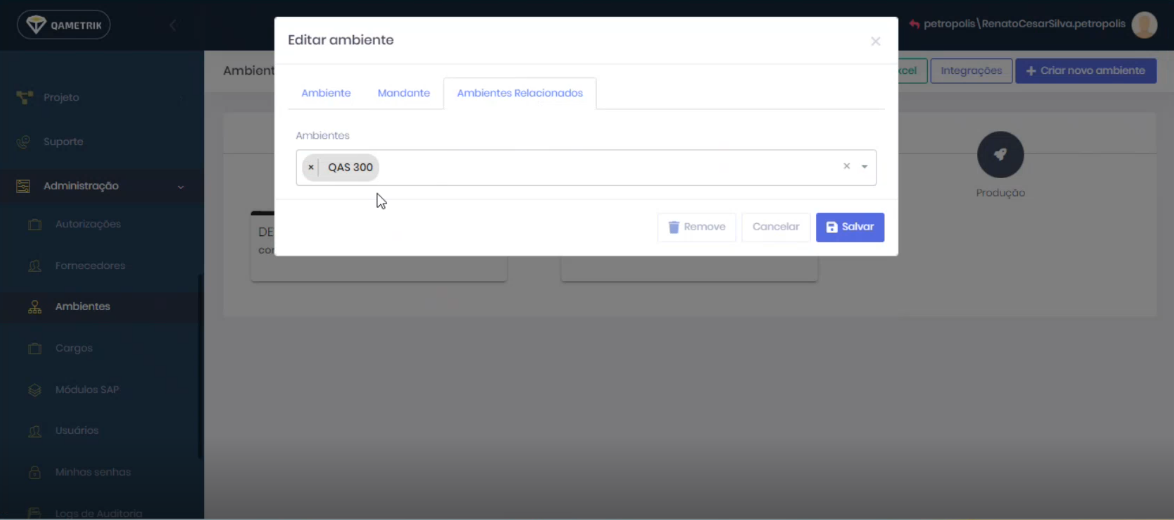 QAMETRIK
Projeto
Suporte
Administração
Autorizações
Fornecedores
Ambientes
Cargos
Módulos SAP
Usuários
Minhas senhas
Logs de Auditoria
petropolis\RenatoCesarSilva.petropolis
Ambient
xcel
Integrações
+ Criar novo ambiente
Produção
DE
Editar ambiente
×
Ambiente
Mandante
Ambientes Relacionados
Ambientes
× QAS 300
×
Remove
Cancelar
Salvar